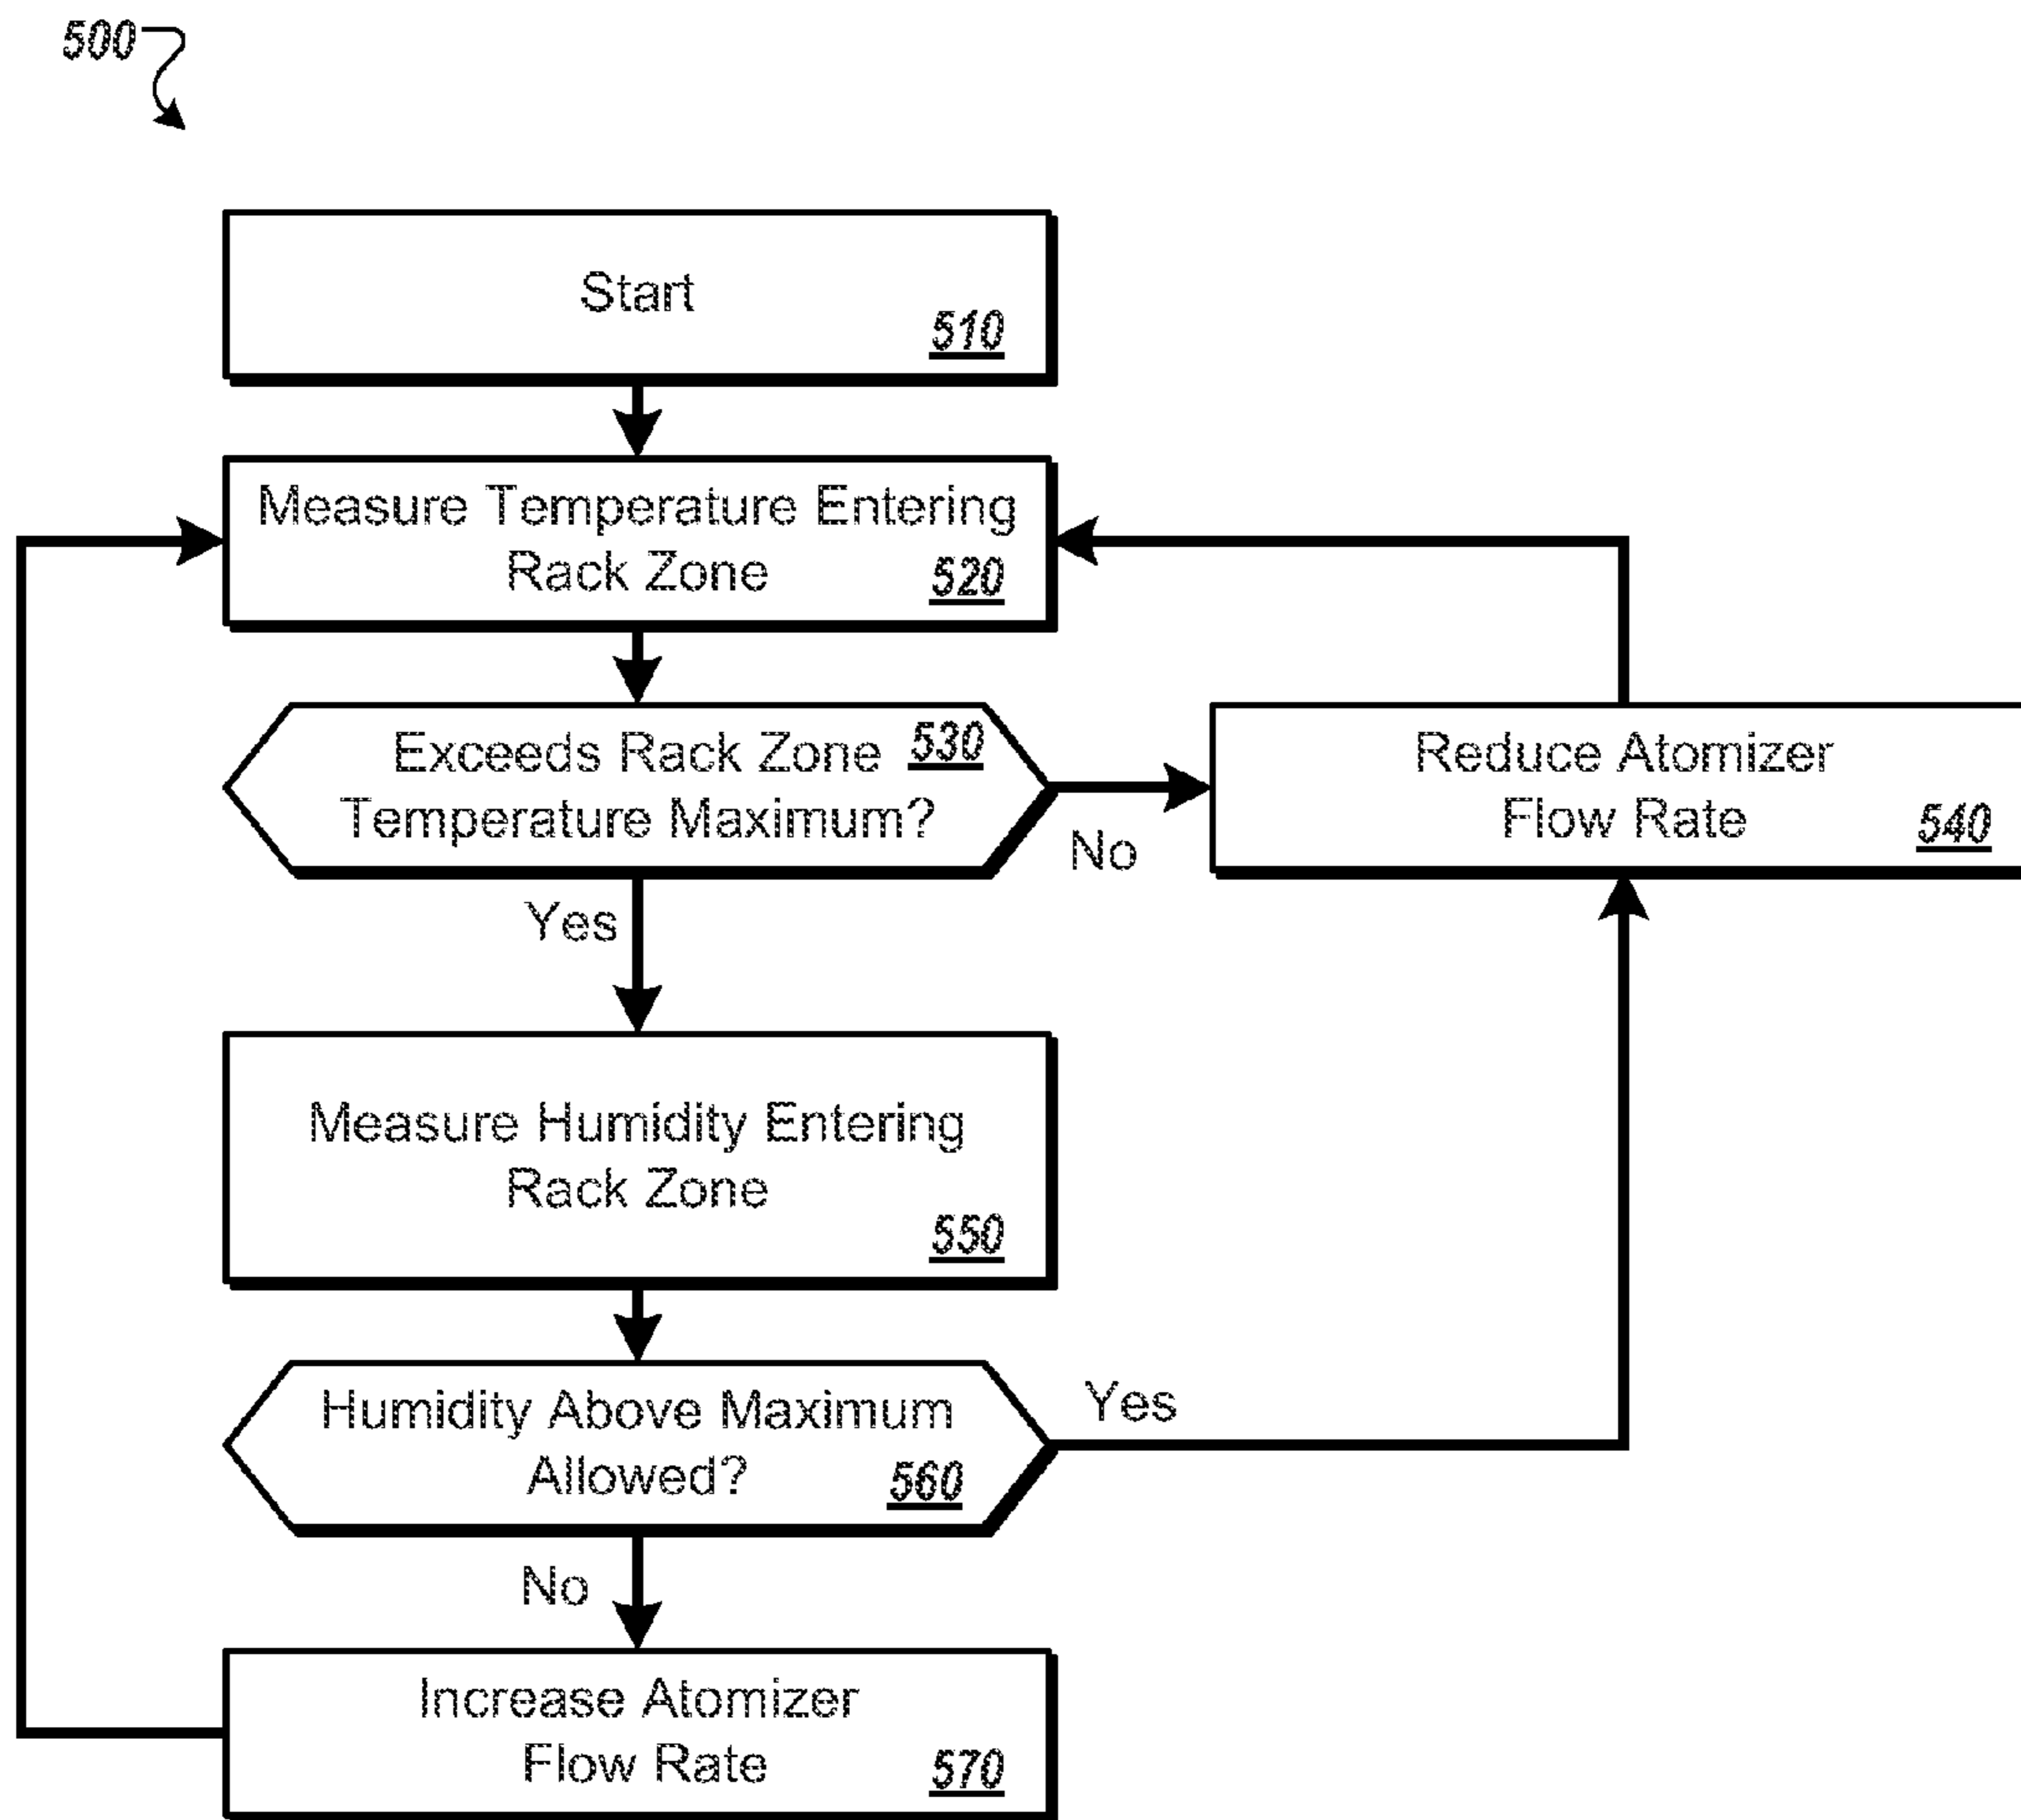 500
Start
510
Measure Temperature Entering
Rack Zone
520
Exceeds Rack Zone
530
Temperature Maximum?
No
Reduce Atomizer
Flow Rate
540
Yes
Measure Humidity Entering
Rack Zone
550
Humidity Above Maximum
Allowed?
560
Yes
No
Increase Atomizer
Flow Rate
570